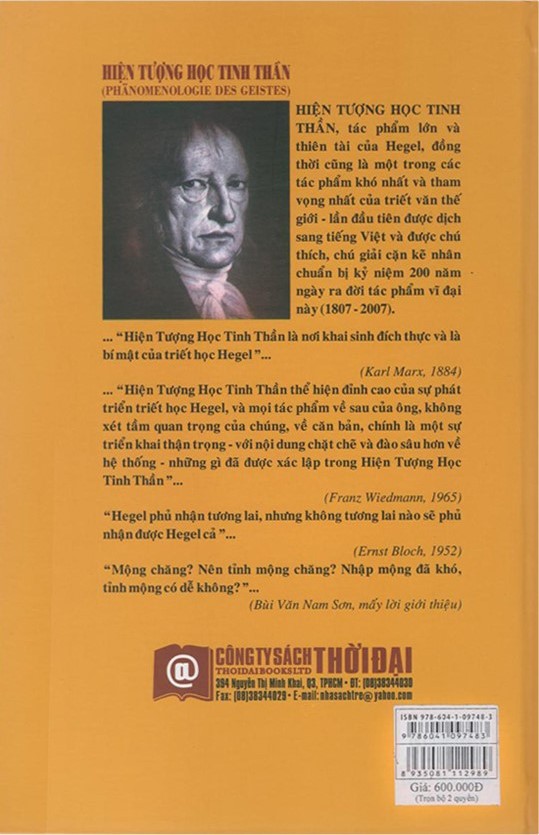 HIỆN TƯỢNG HỌC TINH THẦN
(PHÄNOMENOLOGIE DES GEISTES)
HIỆN TƯỢNG HỌC TINH
THẦN, tác phẩm lớn và
thiên tài của Hegel, đồng
thời cũng là một trong các
tác phẩm khó nhất và tham
vọng nhất của triết văn thế
giới - lần đầu tiên được dịch
sang tiếng Việt và được chú
thích, chú giải cặn kẽ nhân
chuẩn bị kỷ niệm 200 năm
ngày ra đời tác phẩm vĩ đại
này (1807 - 2007).
... “Hiện Tượng Học Tinh Thần là nơi khai sinh đích thực và là
bí mật của triết học Hegel”...
(Karl Marx, 1884)
... “Hiện Tượng Học Tinh Thần thể hiện đỉnh cao của sự phát
triển triết học Hegel, và mọi tác phẩm về sau của ông, không
xét tầm quan trọng của chúng, về căn bản, chính là một sự
triển khai thận trọng - với nội dung chặt chẽ và đào sâu hơn về
hệ thống - những gì đã được xác lập trong Hiện Tượng Học
Tinh Thần”...
(Franz Wiedmann, 1965)
“Hegel phủ nhận tương lai, nhưng không tương lai nào sẽ phủ
nhận được Hegel cả”...
(Ernst Bloch, 1952)
“Mộng chăng? Nên tỉnh mộng chăng? Nhập mộng đã khó,
tỉnh mộng có dễ không?”...
(Bùi Văn Nam Sơn, mấy lời giới thiệu)
@ CÔNG TY SÁCH THỜI ĐẠI
THOIDAIBOOKS.LTD
394 Nguyễn Thị Minh Khai, Q3, TPHCM • ĐT: (08)38344030
Fax: (08)38344029 • E-mail: nhasachtre@yahoo.com
ISBN 978-604-1-09748-3
9 786041 097483
8 935081 112989
Giá: 600.000Đ
(Trọn bộ 2 quyển)